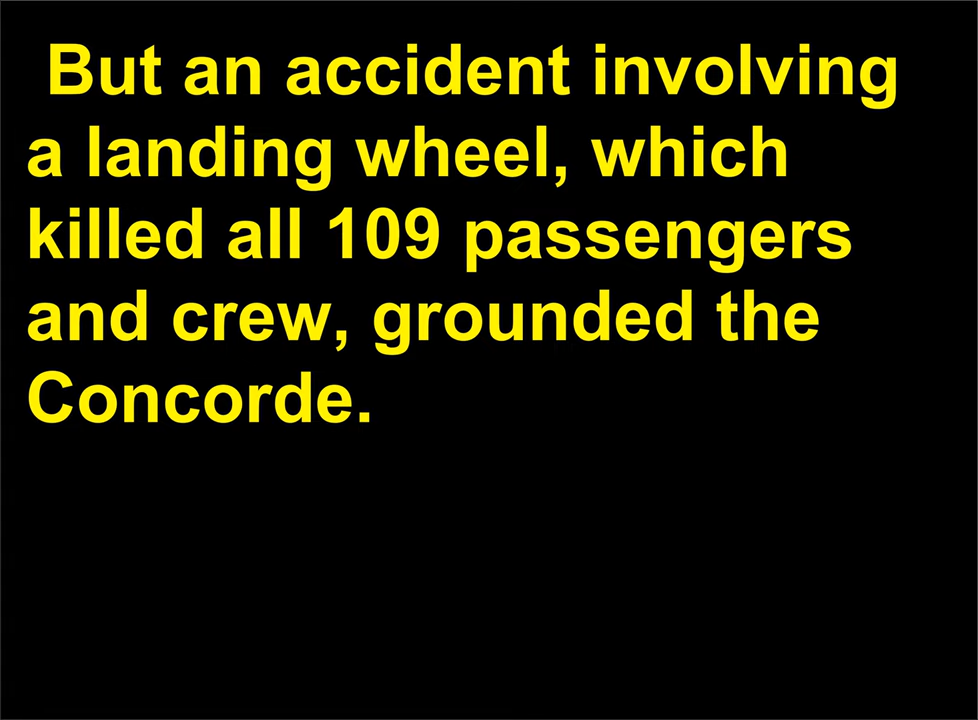 But an accident involving
a landing wheel, which
killed all 109 passengers
and crew, grounded the
Concorde.